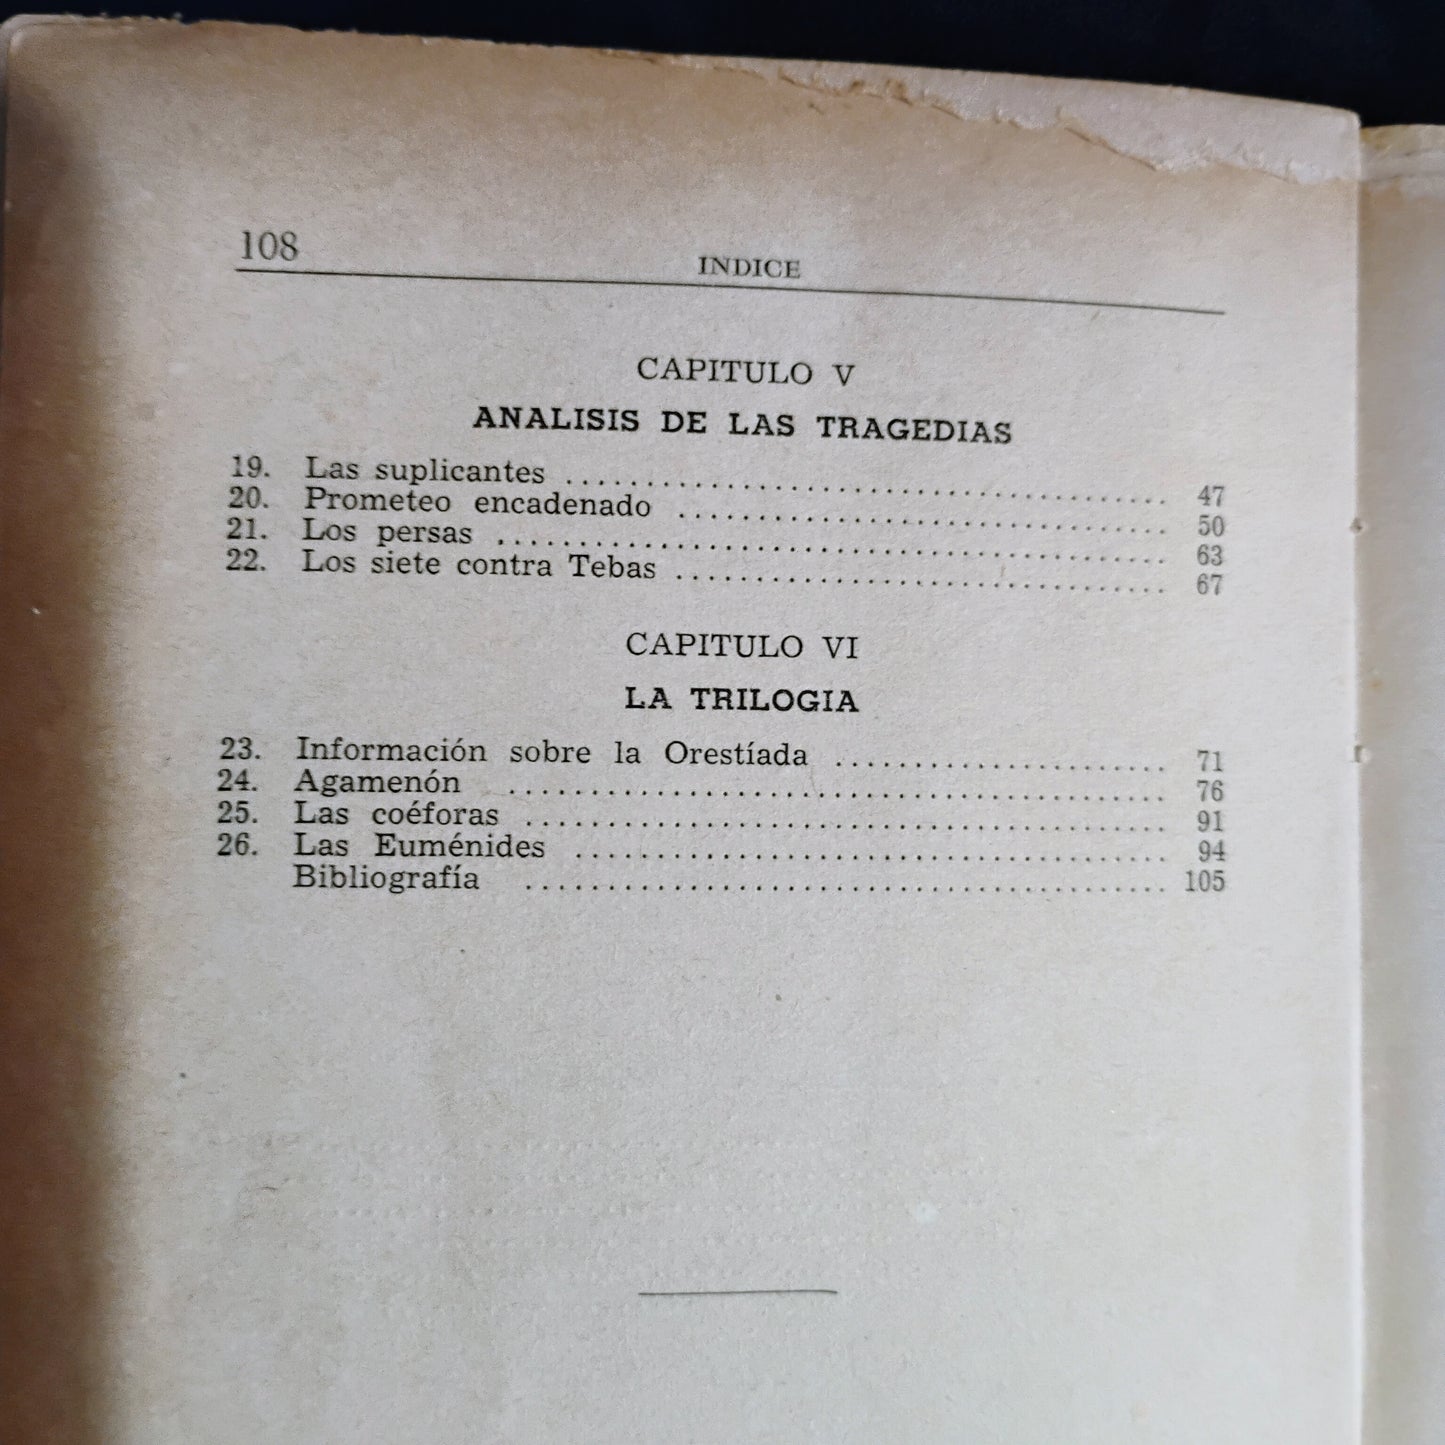 108
INDICE
CAPITULO V
ANALISIS DE LAS TRAGEDIAS
19. Las suplicantes .................................... 47
20. Prometeo encadenado .............................. 50
21. Los persas ........................................ 63
22. Los siete contra Tebas ............................ 67
CAPITULO VI
LA TRILOGIA
23. Información sobre la Orestíada .................... 71
24. Agamenón ........................................ 76
25. Las coéforas ...................................... 91
26. Las Euménides .................................... 94
Bibliografía ........................................ 105